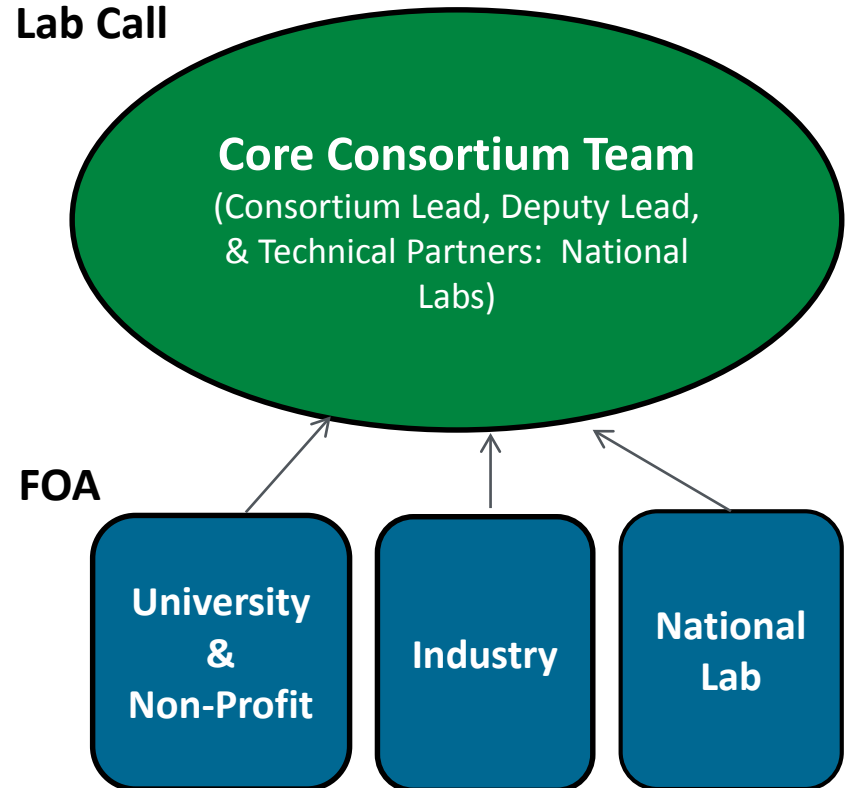 Lab Call
Core Consortium Team
(Consortium Lead, Deputy Lead,
& Technical Partners:  National
Labs)
FOA
University
&
Non-Profit
Industry
National
Lab